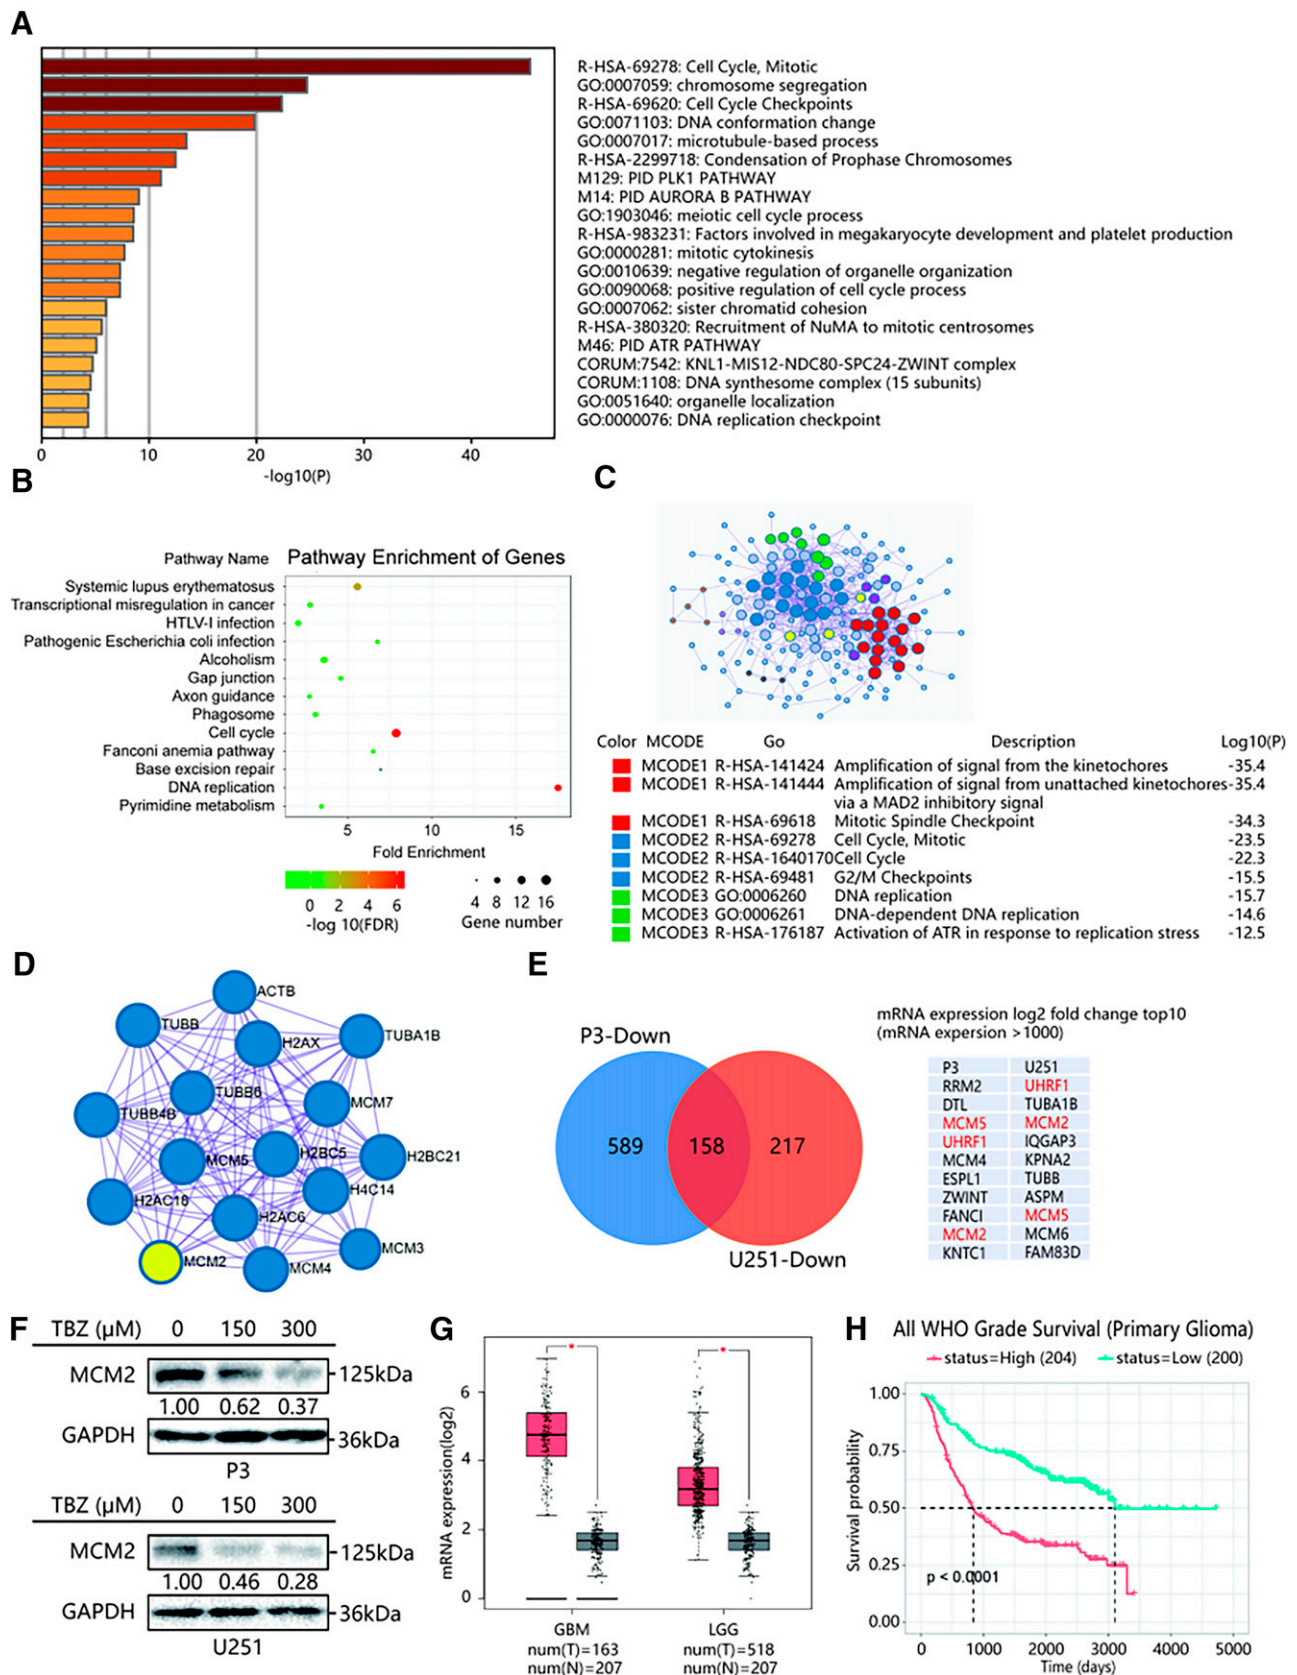 A
R-HSA-69278: Cell Cycle, Mitotic
GO:0007059: chromosome segregation
R-HSA-69620: Cell Cycle Checkpoints
GO:0071103: DNA conformation change
GO:0007017: microtubule-based process
R-HSA-2299718: Condensation of Prophase Chromosomes
M129: PID PLK1 PATHWAY
M14: PID AURORA B PATHWAY
GO:1903046: meiotic cell cycle process
R-HSA-983231: Factors involved in megakaryocyte development and platelet production
GO:0000281: mitotic cytokinesis
GO:0010639: negative regulation of organelle organization
GO:0090068: positive regulation of cell cycle process
GO:0007062: sister chromatid cohesion
R-HSA-380320: Recruitment of NuMA to mitotic centrosomes
M46: PID ATR PATHWAY
CORUM:7542: KNL1-MIS12-NDC80-SPC24-ZWINT complex
CORUM:1108: DNA synthesome complex (15 subunits)
GO:0051640: organelle localization
GO:0000076: DNA replication checkpoint
0 10 20 30 40
-log10(P)
B
Pathway Name Pathway Enrichment of Genes
Systemic lupus erythematosus
Transcriptional misregulation in cancer
HTLV-I infection
Pathogenic Escherichia coli infection
Alcoholism
Gap junction
Axon guidance
Phagosome
Cell cycle
Fanconi anemia pathway
Base excision repair
DNA replication
Pyrimidine metabolism
5 10 15
Fold Enrichment
0 2 4 6
-log 10(FDR)
4 8 12 16
Gene number
C
Color MCODE Go Description Log10(P)
MCODE1 R-HSA-141424 Amplification of signal from the kinetochores -35.4
MCODE1 R-HSA-141444 Amplification of signal from unattached kinetochores -35.4
via a MAD2 inhibitory signal
MCODE1 R-HSA-69618 Mitotic Spindle Checkpoint -34.3
MCODE2 R-HSA-69278 Cell Cycle, Mitotic -23.5
MCODE2 R-HSA-1640170 Cell Cycle -22.3
MCODE2 R-HSA-69481 G2/M Checkpoints -15.5
MCODE3 GO:0006260 DNA replication -15.7
MCODE3 GO:0006261 DNA-dependent DNA replication -14.6
MCODE3 R-HSA-176187 Activation of ATR in response to replication stress -12.5
D
ACTB
TUBB
H2AX
TUBA1B
TUBB6
MCM7
TUBB4B
MCM5
H2BC5
H2BC21
H4C14
H2AC18
H2AC6
MCM3
MCM2
MCM4
E
P3-Down
589 158 217
U251-Down
mRNA expression log2 fold change top10
(mRNA expersion >1000)
P3 U251
RRM2 UHRF1
DTL TUBA1B
MCM5 MCM2
UHRF1 IQGAP3
MCM4 KPNA2
ESPL1 TUBB
ZWINT ASPM
FANCI MCM5
MCM2 MCM6
KNTC1 FAM83D
F
TBZ (μM) 0 150 300
MCM2 125kDa
1.00 0.62 0.37
GAPDH 36kDa
P3
TBZ (μM) 0 150 300
MCM2 125kDa
1.00 0.46 0.28
GAPDH 36kDa
U251
G
mRNA expression(log2)
6
4
2
0
* *
GBM LGG
num(T)=163 num(T)=518
num(N)=207 num(N)=207
H
All WHO Grade Survival (Primary Glioma)
status=High (204) status=Low (200)
Survival probability
1.00
0.75
0.50
0.25
0.00
p < 0.0001
0 1000 2000 3000 4000 5000
Time (days)